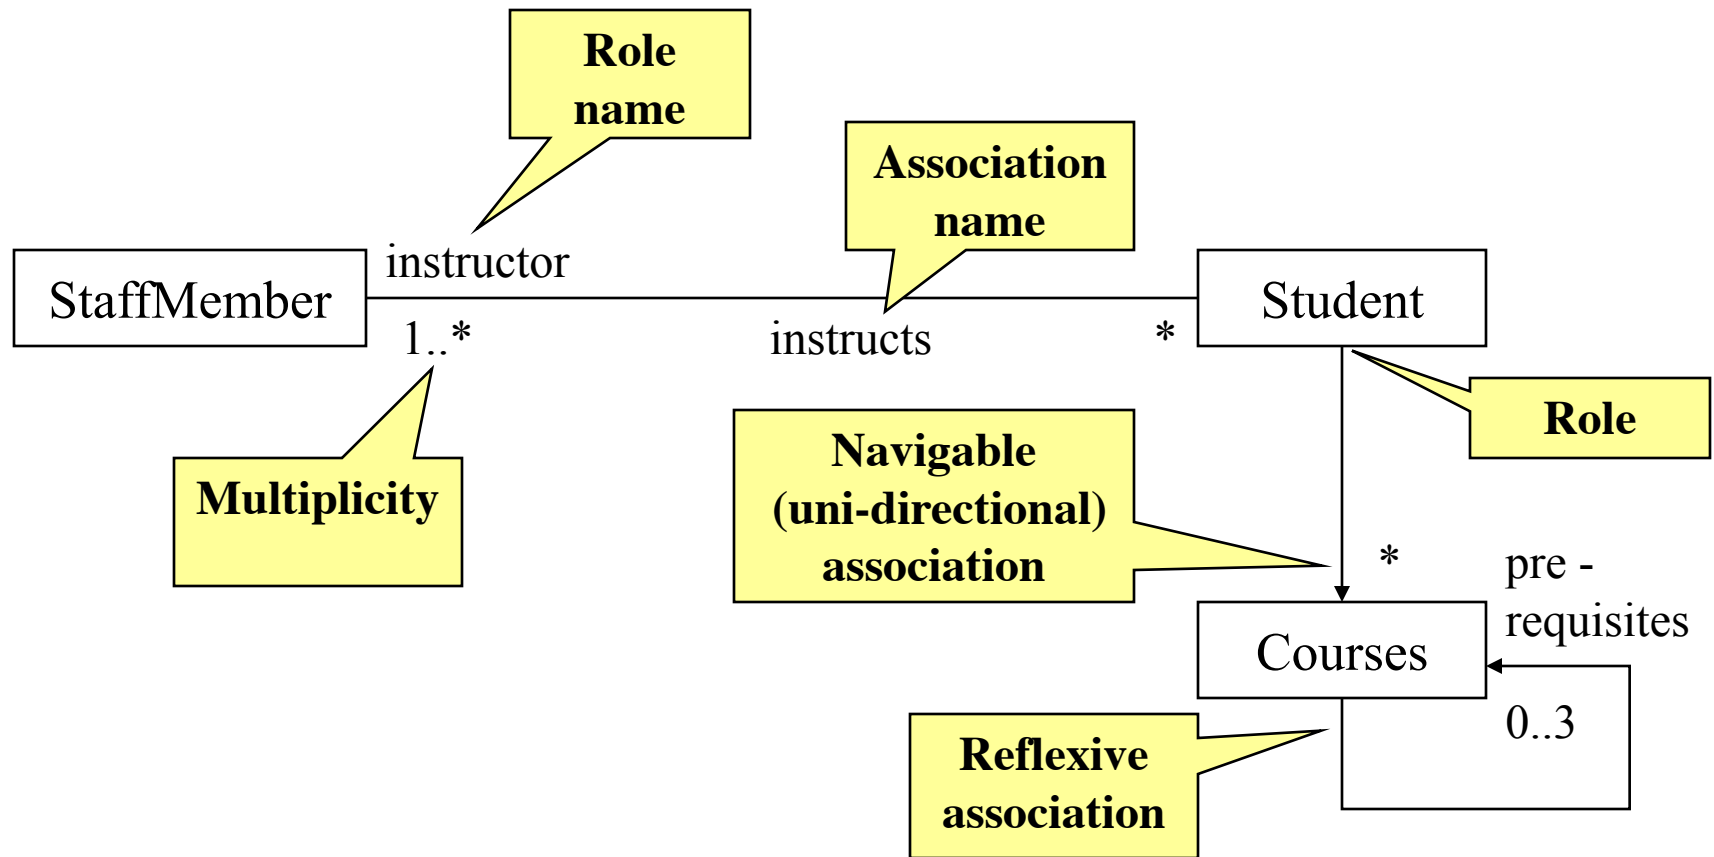 Role
name
Association
name
instructor
StaffMember
Student
1..*
instructs
*
Role
Multiplicity
Navigable
(uni-directional)
association
*
pre -
requisites
Courses
0..3
Reflexive
association